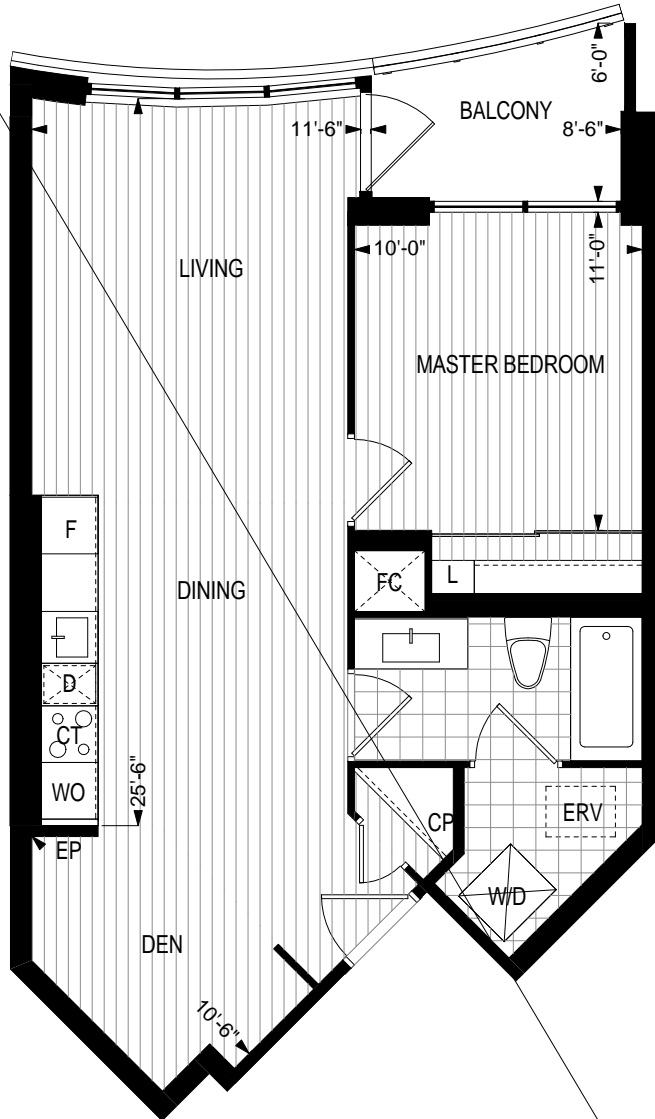 6'-0"
BALCONY
11'-6"
8'-6"
10'-0"
11'-0"
LIVING
MASTER BEDROOM
F
FC
L
DINING
D
CT
WO
25'-6"
CP
ERV
EP
W/D
DEN
10'-6"